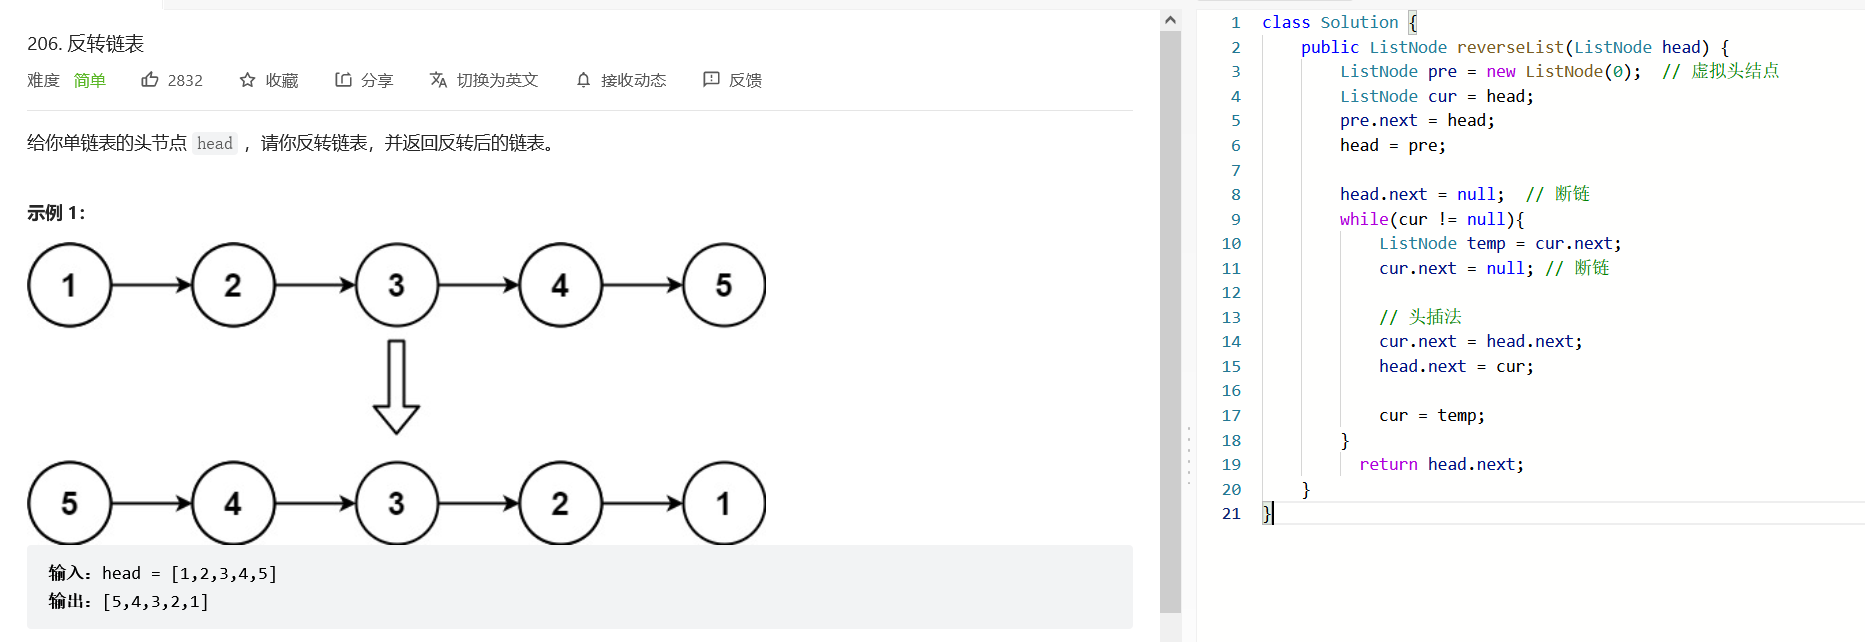 206. 反转链表
难度 简单 2832 收藏 分享 切换为英文 接收动态 反馈
给你单链表的头节点 head ，请你反转链表，并返回反转后的链表。
示例 1：
1 2 3 4 5
5 4 3 2 1
输入：head = [1,2,3,4,5]
输出：[5,4,3,2,1]
1 class Solution {
2 public ListNode reverseList(ListNode head) {
3 ListNode pre = new ListNode(0); // 虚拟头结点
4 ListNode cur = head;
5 pre.next = head;
6 head = pre;
7
8 head.next = null; // 断链
9 while(cur != null){
10 ListNode temp = cur.next;
11 cur.next = null; // 断链
12
13 // 头插法
14 cur.next = head.next;
15 head.next = cur;
16
17 cur = temp;
18 }
19 return head.next;
20 }
21 }